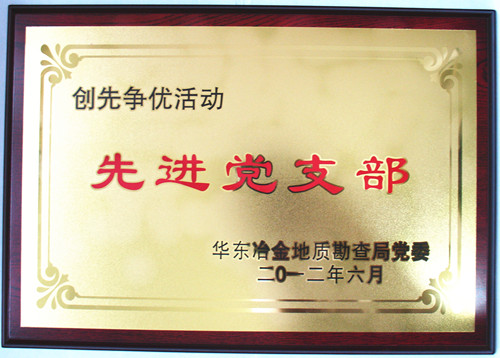 创先争优活动
先进党支部
华东冶金地质勘查局党委
二〇一二年六月